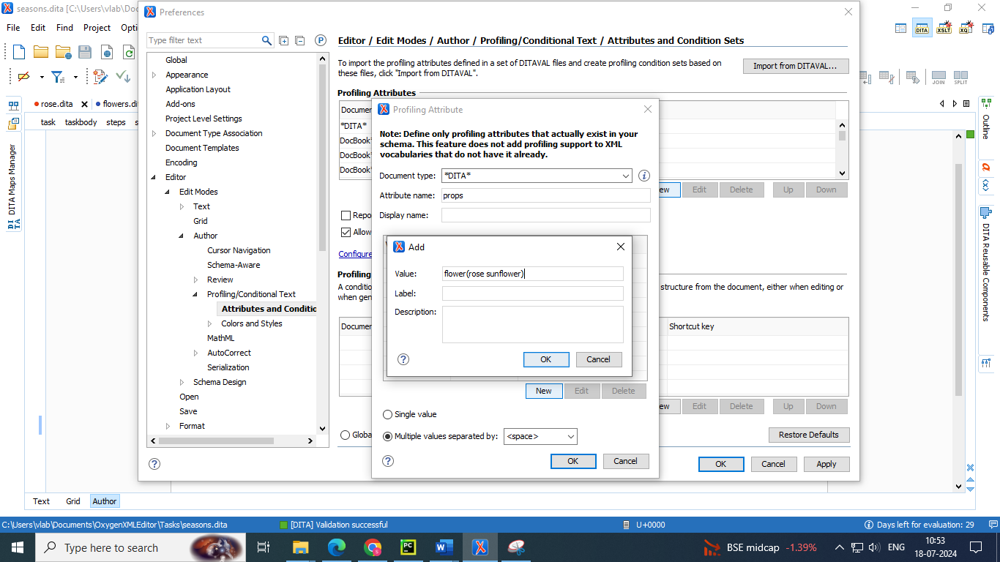 seasons.dita [C:\Users\vlab\Doc
Preferences
File Edit Find Project Opti
DITA XSLT XQ
Type filter text
P
Editor / Edit Modes / Author / Profiling/Conditional Text / Attributes and Condition Sets
To import the profiling attributes defined in a set of DITAVAL files and create profiling condition sets based on
these files, click "Import from DITAVAL".
Import from DITAVAL...
JOIN SPLIT
Global
Appearance
Application Layout
Add-ons
Project Level Settings
Document Type Association
Document Templates
Encoding
Editor
Edit Modes
Text
Grid
Author
Cursor Navigation
Schema-Aware
Review
Profiling/Conditional Text
Attributes and Conditio
Colors and Styles
MathML
AutoCorrect
Serialization
Schema Design
Open
Save
Format
rose.dita flowers.di
task taskbody steps s
DITA Maps Manager
Profiling Attributes
Documen
*DITA*
DocBook*
DocBook*
DocBook*
ew Edit Delete Up Down
Repo
Allow
Configure
Profiling
A conditio structure from the document, either when editing or
when gen
Documen Shortcut key
ew Edit Delete Up Down
Globa
Restore Defaults
OK Cancel Apply
Profiling Attribute
Note: Define only profiling attributes that actually exist in your
schema. This feature does not add profiling support to XML
vocabularies that do not have it already.
Document type: *DITA*
Attribute name: props
Display name:
Add
Value: flower(rose sunflower)
Label:
Description:
OK Cancel
New Edit Delete
Single value
Multiple values separated by: <space>
OK Cancel
Outline
DITA Reusable Components
Text Grid Author
C:\Users\vlab\Documents\OxygenXMLEditor\Tasks\seasons.dita [DITA] Validation successful U+0000 Days left for evaluation: 29
Type here to search
PC
W
BSE midcap -1.39%
ENG
10:53
18-07-2024